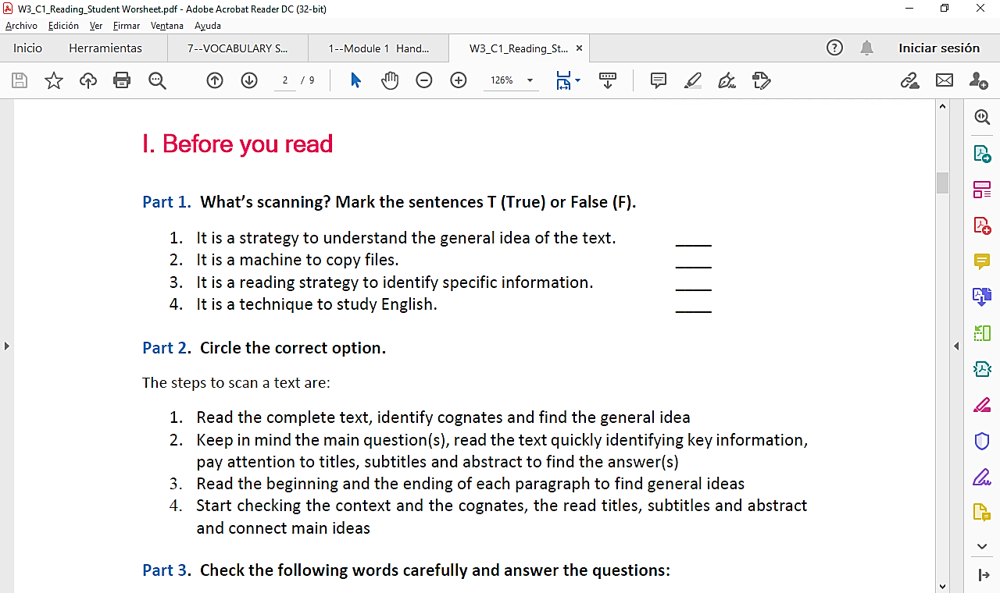 W3_C1_Reading_Student Worsheet.pdf - Adobe Acrobat Reader DC (32-bit)
Archivo Edición Ver Firmar Ventana Ayuda
Inicio Herramientas 7--VOCABULARY S... 1--Module 1 Hand... W3_C1_Reading_St... × Iniciar sesión
2 / 9 126%
I. Before you read
Part 1. What's scanning? Mark the sentences T (True) or False (F).
1. It is a strategy to understand the general idea of the text. ____
2. It is a machine to copy files. ____
3. It is a reading strategy to identify specific information. ____
4. It is a technique to study English. ____
Part 2. Circle the correct option.
The steps to scan a text are:
1. Read the complete text, identify cognates and find the general idea
2. Keep in mind the main question(s), read the text quickly identifying key information,
pay attention to titles, subtitles and abstract to find the answer(s)
3. Read the beginning and the ending of each paragraph to find general ideas
4. Start checking the context and the cognates, the read titles, subtitles and abstract
and connect main ideas
Part 3. Check the following words carefully and answer the questions: